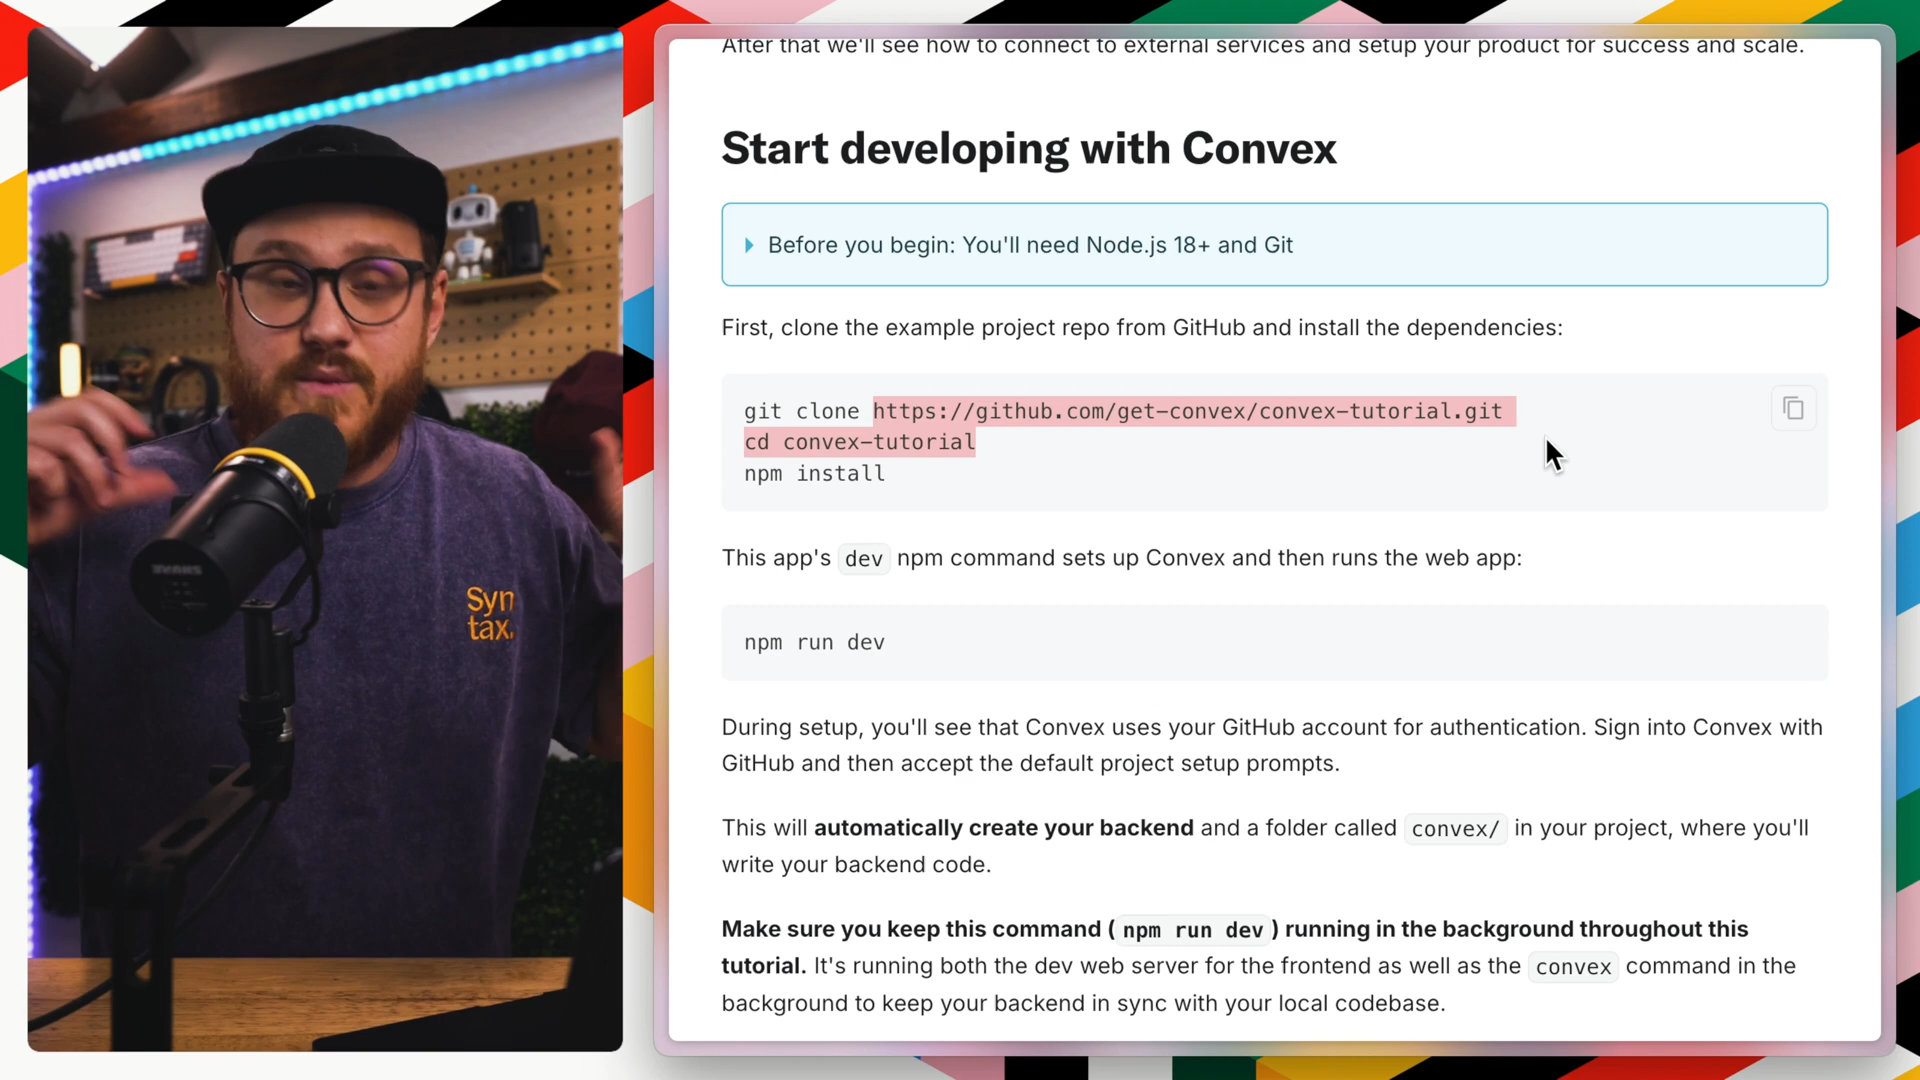 After that we'll see how to connect to external services and setup your product for success and scale.
Start developing with Convex
Before you begin: You'll need Node.js 18+ and Git
First, clone the example project repo from GitHub and install the dependencies:
git clone https://github.com/get-convex/convex-tutorial.git
cd convex-tutorial
npm install
This app's dev npm command sets up Convex and then runs the web app:
npm run dev
During setup, you'll see that Convex uses your GitHub account for authentication. Sign into Convex with
GitHub and then accept the default project setup prompts.
This will automatically create your backend and a folder called convex/ in your project, where you'll
write your backend code.
Make sure you keep this command (npm run dev) running in the background throughout this
tutorial. It's running both the dev web server for the frontend as well as the convex command in the
background to keep your backend in sync with your local codebase.
Syn
tax.